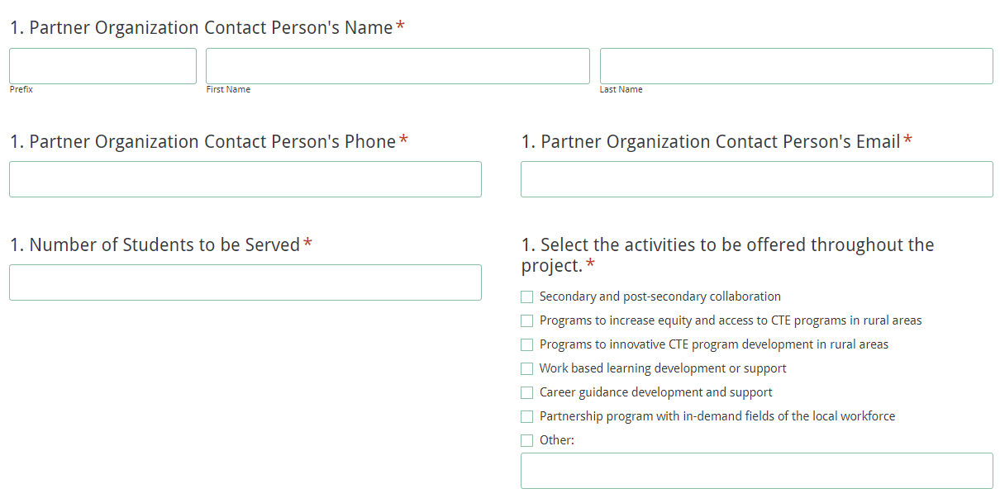 1. Partner Organization Contact Person's Name*
Prefix
First Name
Last Name
1. Partner Organization Contact Person's Phone*
1. Partner Organization Contact Person's Email*
1. Number of Students to be Served*
1. Select the activities to be offered throughout the
project.*
Secondary and post-secondary collaboration
Programs to increase equity and access to CTE programs in rural areas
Programs to innovative CTE program development in rural areas
Work based learning development or support
Career guidance development and support
Partnership program with in-demand fields of the local workforce
Other: